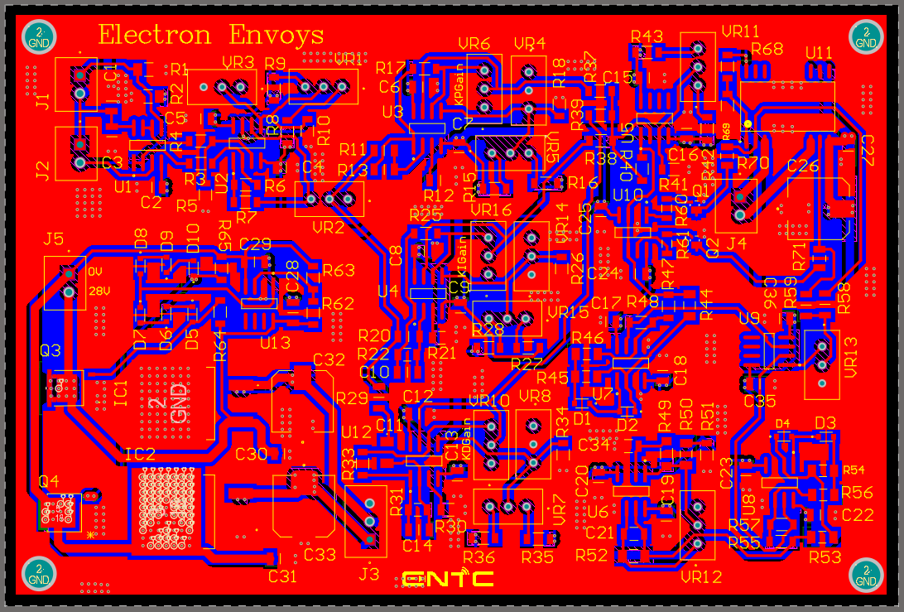 Electron Envoys
2
GND
2
GND
2
GND
2
GND
2
GND
J1
C1
R1
R2
C5
R4
VR3
R9
VR1
R8
R10
J2
C3
U1
C2
R3
R5
U2
R6
R7
C4
VR2
R17
C6
U3
C7
KPGain
VR6
VR4
R18
R37
C15
R39
VR5
R11
R13
R12
R15
R16
R43
VR11
R68
U11
R38
U10
C16
R42
R69
R70
C26
C27
R41
Q1
R60
R61
Q2
J4
R71
J5
0V
28V
D8
D9
D10
R65
C29
C28
R63
R62
D7
D6
D5
U13
R25
C8
U4
C9
KIGain
VR16
VR14
R26
C25
C24
C17
R47
R48
R44
VR15
R28
R27
R20
R22
C10
R21
R46
R45
U7
C18
D1
D2
U9
R59
R58
VR13
C35
Q3
IC1
IC2
C32
C30
C33
C31
Q4
R29
C12
C11
U12
C13
KDGain
VR10
VR8
R34
R33
R31
R30
C14
VR7
R36
R35
J3
C34
C20
U6
C21
R52
C19
R49
R50
R51
VR12
C23
U8
D4
D3
R54
R56
C22
R57
R55
R53
ENTC